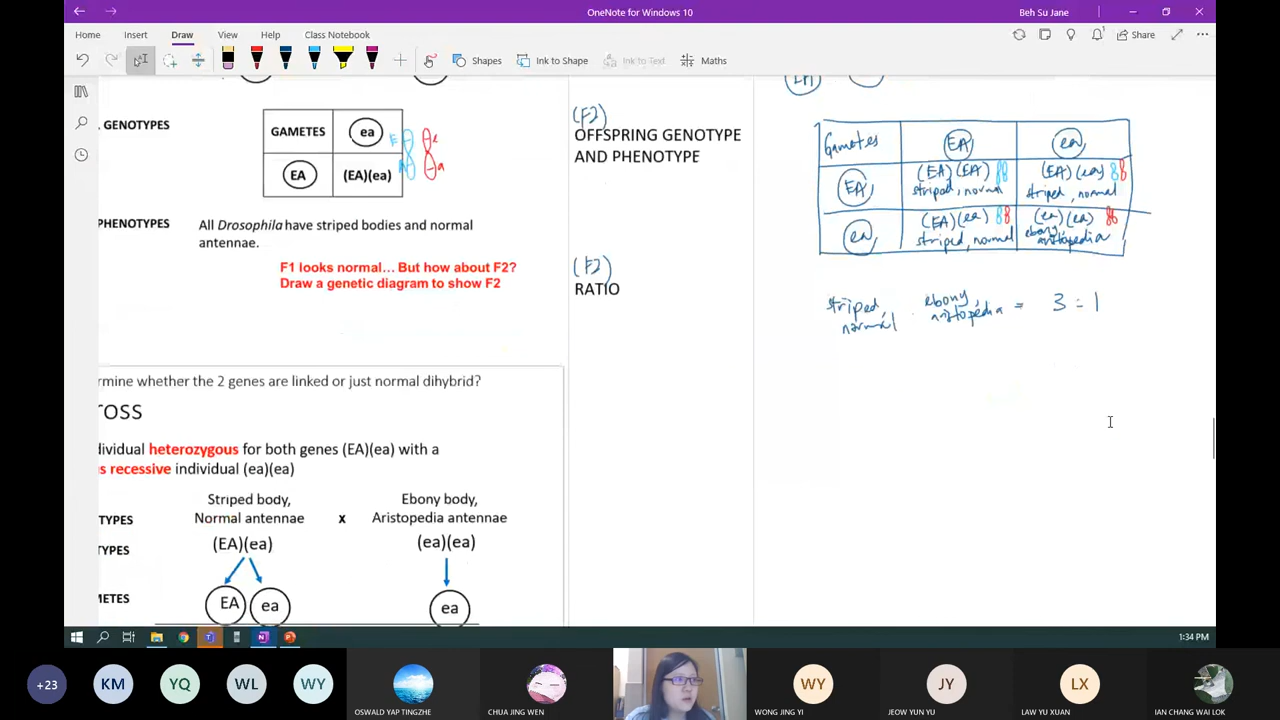 OneNote for Windows 10
Beh Su Jane
Home
Insert
Draw
View
Help
Class Notebook
Share
Shapes
Ink to Shape
Ink to Text
Maths
GENOTYPES
GAMETES
ea
EA
(EA)(ea)
E
e
a
PHENOTYPES
All Drosophila have striped bodies and normal
antennae.
F1 looks normal... But how about F2?
Draw a genetic diagram to show F2
rmine whether the 2 genes are linked or just normal dihybrid?
ROSS
dividual heterozygous for both genes (EA)(ea) with a
s recessive individual (ea)(ea)
TYPES
Striped body,
Normal antennae
x
Ebony body,
Aristopedia antennae
TYPES
(EA)(ea)
(ea)(ea)
METES
EA
ea
ea
(F2)
OFFSPRING GENOTYPE
AND PHENOTYPE
(F2)
RATIO
EA
Gametes
EA
ea
EA
(EA)(EA)
striped, normal
(EA)(ea)
striped, normal
ea
(EA)(ea)
striped, normal
(ea)(ea)
ebony,
aristopedia
striped, normal : ebony, aristopedia = 3 : 1
1:34 PM
+23
KM
YQ
WL
WY
OSWALD YAP TINGZHE
CHUA JING WEN
WY
WONG JING YI
JY
JEOW YUN YU
LX
LAW YU XUAN
IAN CHANG WAI LOK